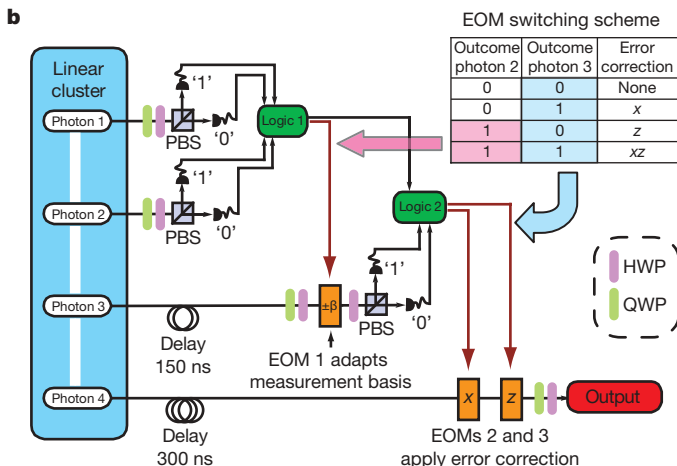 b
EOM switching scheme
Outcome photon 2
Outcome photon 3
Error correction
0 0 None
0 1 x
1 0 z
1 1 xz
Linear cluster
Photon 1
'1'
'0'
PBS
Logic 1
Photon 2
'1'
'0'
PBS
Logic 2
Photon 3
Delay
150 ns
±β
'1'
'0'
PBS
EOM 1 adapts
measurement basis
HWP
QWP
Photon 4
Delay
300 ns
x
z
Output
EOMs 2 and 3
apply error correction